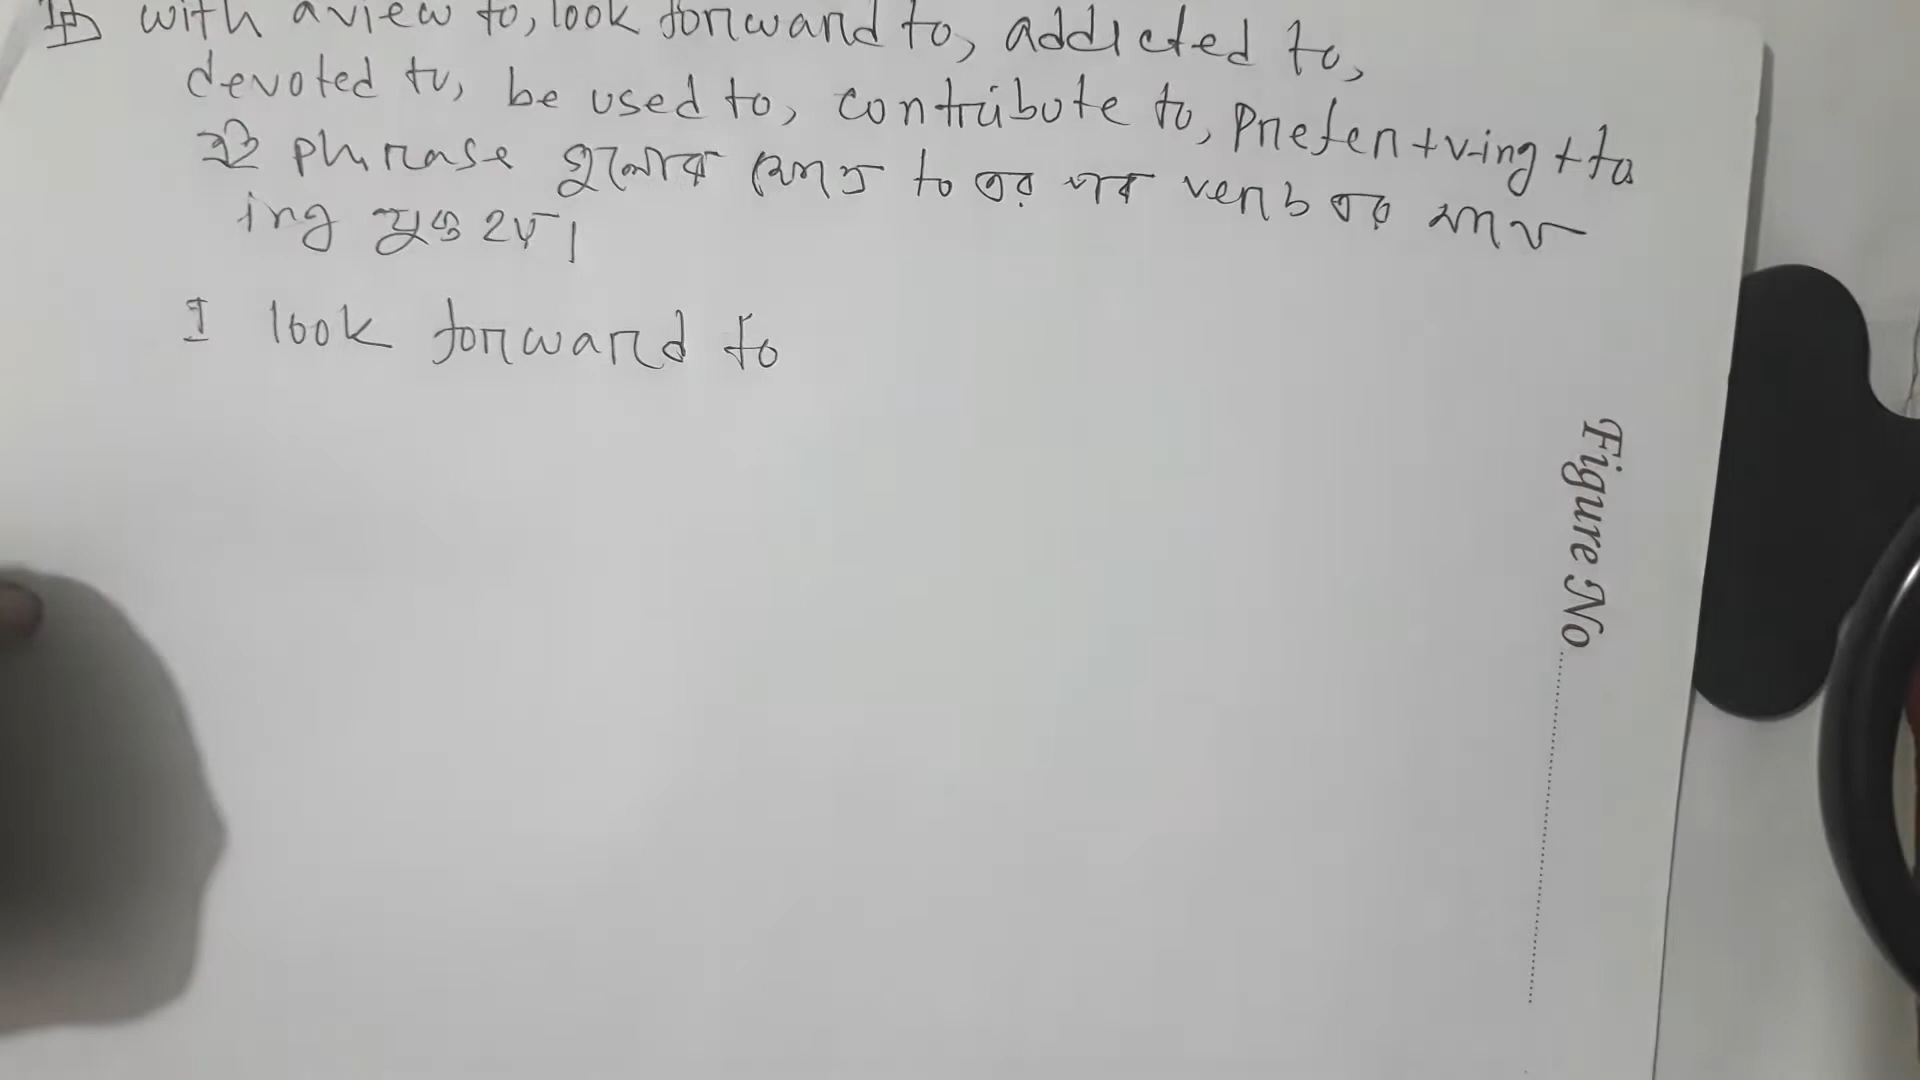 with a view to, look forward to, addicted to,
devoted to, be used to, contribute to, Prefer + v-ing + to
এই phrase গুলোর ক্ষেত্রে to এর পর verb এর সাথে
ing যুক্ত হয়।
I look forward to
Figure No